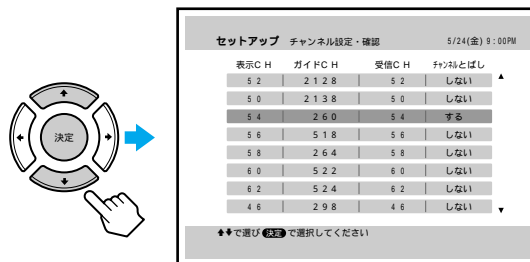 決定
セットアップ チャンネル設定・確認 5/24(金) 9:00PM
表示CH ガイドCH 受信CH チャンネルとばし
52 2128 52 しない
50 2138 50 しない
54 260 54 する
56 518 56 しない
58 264 58 しない
60 522 60 しない
62 524 62 しない
46 298 46 しない
で選び 決定 で選択してください